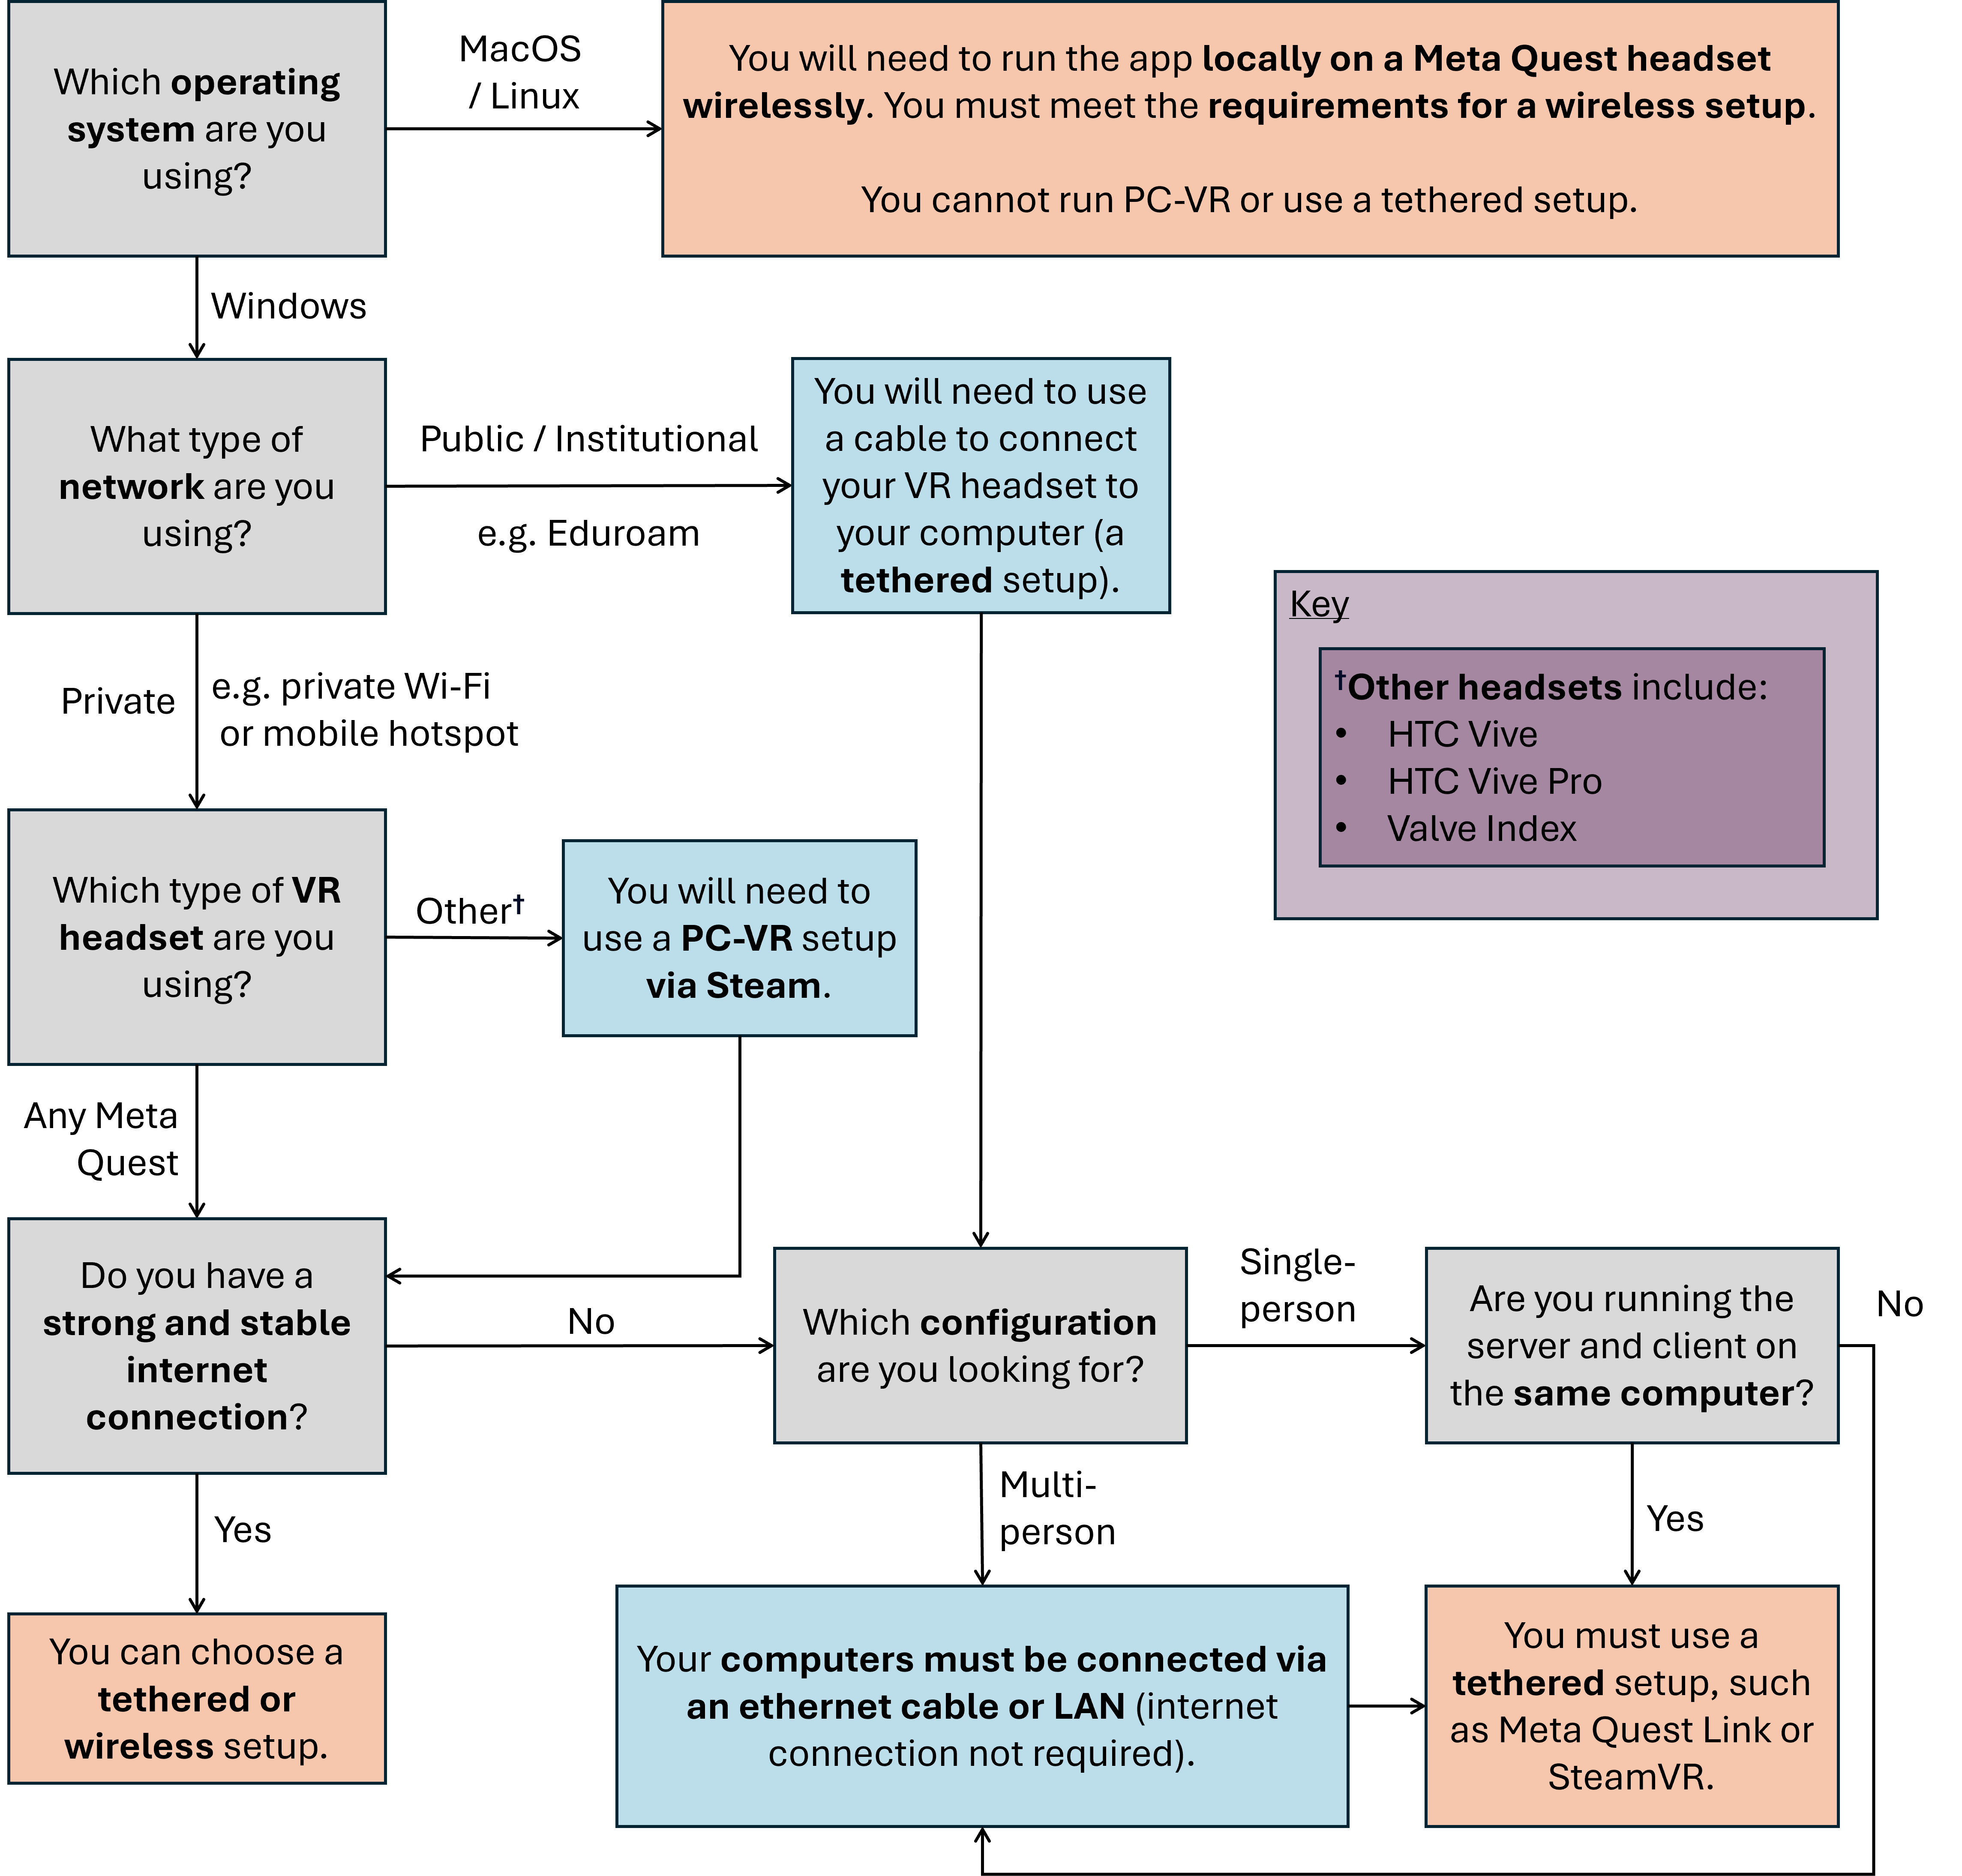 Which operating
system are you
using?
MacOS
/ Linux
You will need to run the app locally on a Meta Quest headset
wirelessly. You must meet the requirements for a wireless setup.
You cannot run PC-VR or use a tethered setup.
Windows
What type of
network are you
using?
Public / Institutional
e.g. Eduroam
You will need to use
a cable to connect
your VR headset to
your computer (a
tethered setup).
Key
†Other headsets include:
• HTC Vive
• HTC Vive Pro
• Valve Index
Private
e.g. private Wi-Fi
or mobile hotspot
Which type of VR
headset are you
using?
Other†
You will need to
use a PC-VR setup
via Steam.
Any Meta
Quest
Do you have a
strong and stable
internet
connection?
No
Which configuration
are you looking for?
Single-
person
Are you running the
server and client on
the same computer?
No
Yes
Multi-
person
Yes
You can choose a
tethered or
wireless setup.
Your computers must be connected via
an ethernet cable or LAN (internet
connection not required).
You must use a
tethered setup, such
as Meta Quest Link or
SteamVR.